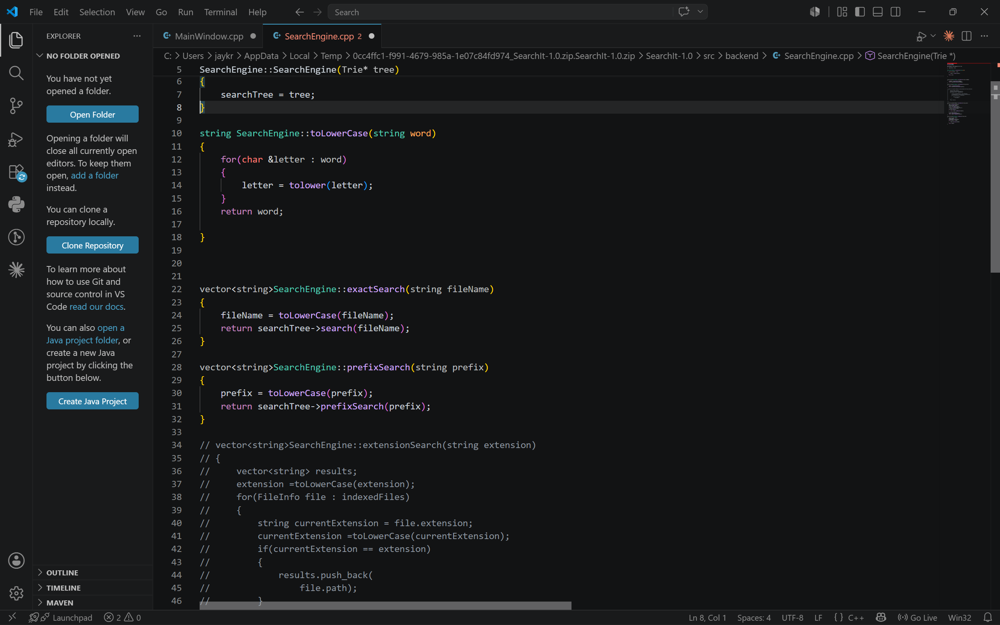 File Edit Selection View Go Run Terminal Help
Search
EXPLORER
NO FOLDER OPENED
You have not yet
opened a folder.
Open Folder
Opening a folder will
close all currently open
editors. To keep them
open, add a folder
instead.
You can clone a
repository locally.
Clone Repository
To learn more about
how to use Git and
source control in VS
Code read our docs.
You can also open a
Java project folder, or
create a new Java
project by clicking the
button below.
Create Java Project
OUTLINE
TIMELINE
MAVEN
MainWindow.cpp
SearchEngine.cpp 2
C: > Users > jaykr > AppData > Local > Temp > 0cc4ffc1-f991-4679-985a-1e07c84fd974_SearchIt-1.0.zip.SearchIt-1.0.zip > SearchIt-1.0 > src > backend > SearchEngine.cpp > SearchEngine(Trie *)
5 SearchEngine::SearchEngine(Trie* tree)
6 {
7     searchTree = tree;
8 }
9
10 string SearchEngine::toLowerCase(string word)
11 {
12     for(char &letter : word)
13     {
14         letter = tolower(letter);
15     }
16     return word;
17
18 }
19
20
21
22 vector<string>SearchEngine::exactSearch(string fileName)
23 {
24     fileName = toLowerCase(fileName);
25     return searchTree->search(fileName);
26 }
27
28 vector<string>SearchEngine::prefixSearch(string prefix)
29 {
30     prefix = toLowerCase(prefix);
31     return searchTree->prefixSearch(prefix);
32 }
33
34 // vector<string>SearchEngine::extensionSearch(string extension)
35 // {
36 //     vector<string> results;
37 //     extension =toLowerCase(extension);
38 //     for(FileInfo file : indexedFiles)
39 //     {
40 //         string currentExtension = file.extension;
41 //         currentExtension =toLowerCase(currentExtension);
42 //         if(currentExtension == extension)
43 //         {
44 //             results.push_back(
45 //                 file.path);
46 //         }
Launchpad 2 0 Ln 8, Col 1 Spaces: 4 UTF-8 LF {} C++ Go Live Win32